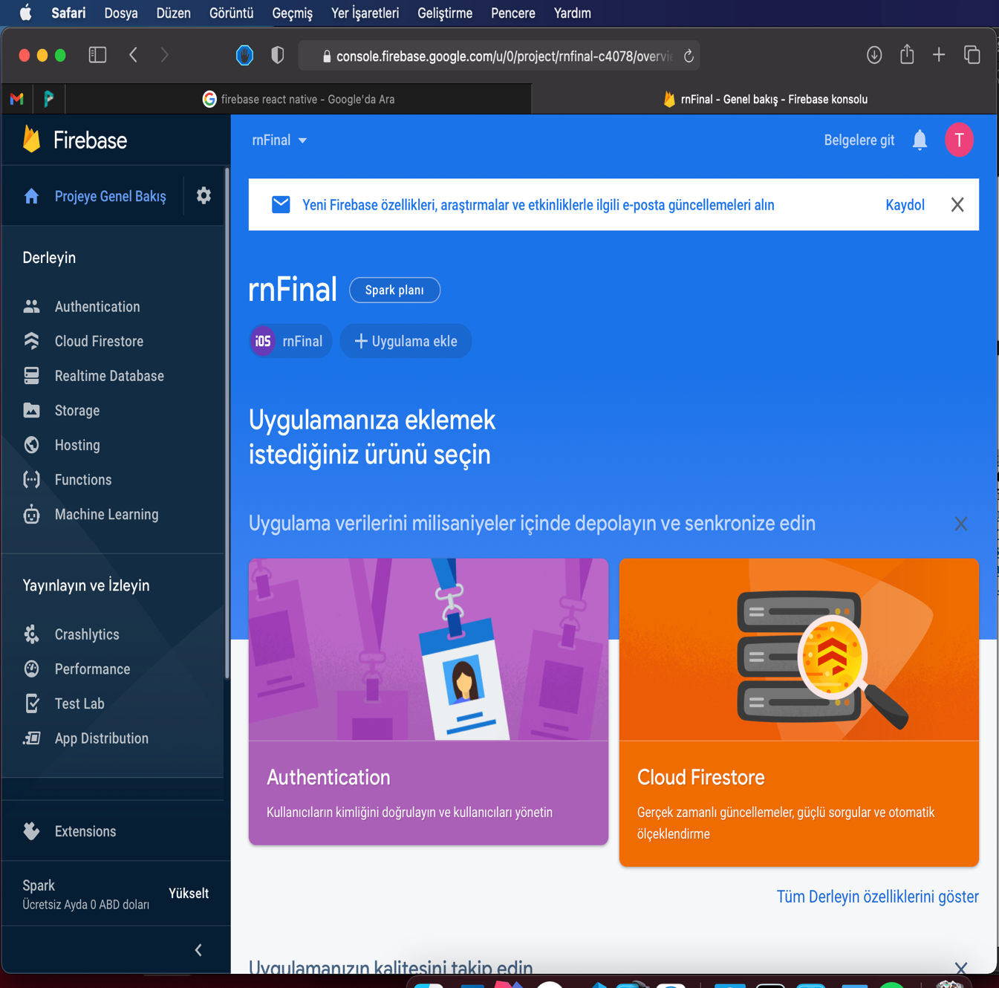 Safari Dosya Düzen Görüntü Geçmiş Yer İşaretleri Geliştirme Pencere Yardım
console.firebase.google.com/u/0/project/rnfinal-c4078/overvi
firebase react native - Google'da Ara
rnFinal - Genel bakış - Firebase konsolu
Firebase
Projeye Genel Bakış
Derleyin
Authentication
Cloud Firestore
Realtime Database
Storage
Hosting
Functions
Machine Learning
Yayınlayın ve İzleyin
Crashlytics
Performance
Test Lab
App Distribution
Extensions
Spark
Ücretsiz Ayda 0 ABD doları
Yükselt
rnFinal
Belgelere git
T
Yeni Firebase özellikleri, araştırmalar ve etkinliklerle ilgili e-posta güncellemeleri alın
Kaydol
rnFinal
Spark planı
iOS rnFinal
Uygulama ekle
Uygulamanıza eklemek
istediğiniz ürünü seçin
Uygulama verilerini milisaniyeler içinde depolayın ve senkronize edin
Authentication
Kullanıcıların kimliğini doğrulayın ve kullanıcıları yönetin
Cloud Firestore
Gerçek zamanlı güncellemeler, güçlü sorgular ve otomatik
ölçeklendirme
Tüm Derleyin özelliklerini göster
Uygulamanızın kalitesini takip edin